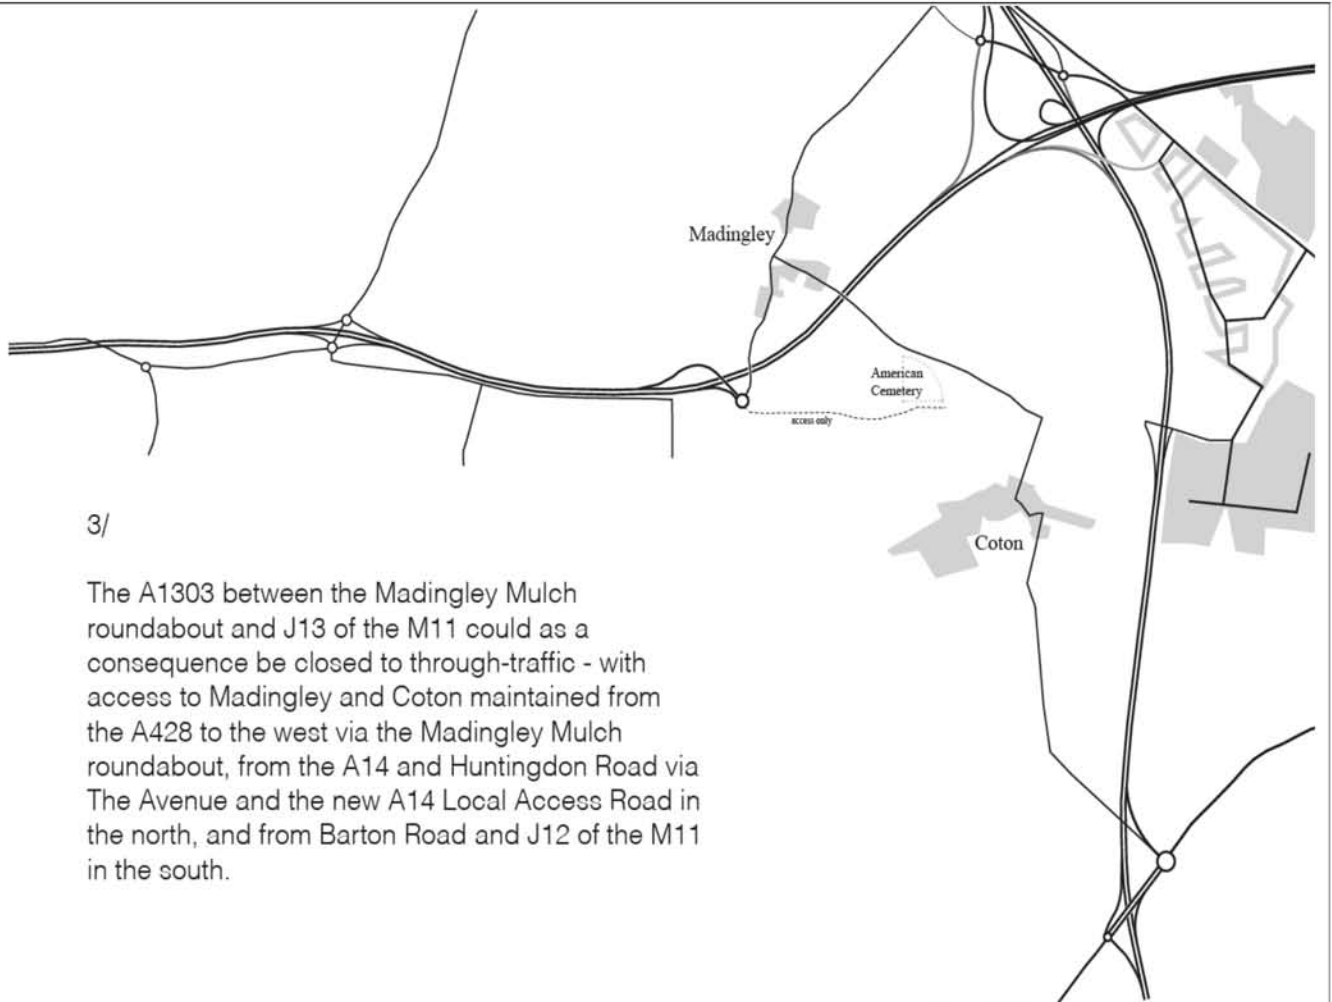 Madingley
American
Cemetery
access only
Coton
3/
The A1303 between the Madingley Mulch
roundabout and J13 of the M11 could as a
consequence be closed to through-traffic - with
access to Madingley and Coton maintained from
the A428 to the west via the Madingley Mulch
roundabout, from the A14 and Huntingdon Road via
The Avenue and the new A14 Local Access Road in
the north, and from Barton Road and J12 of the M11
in the south.